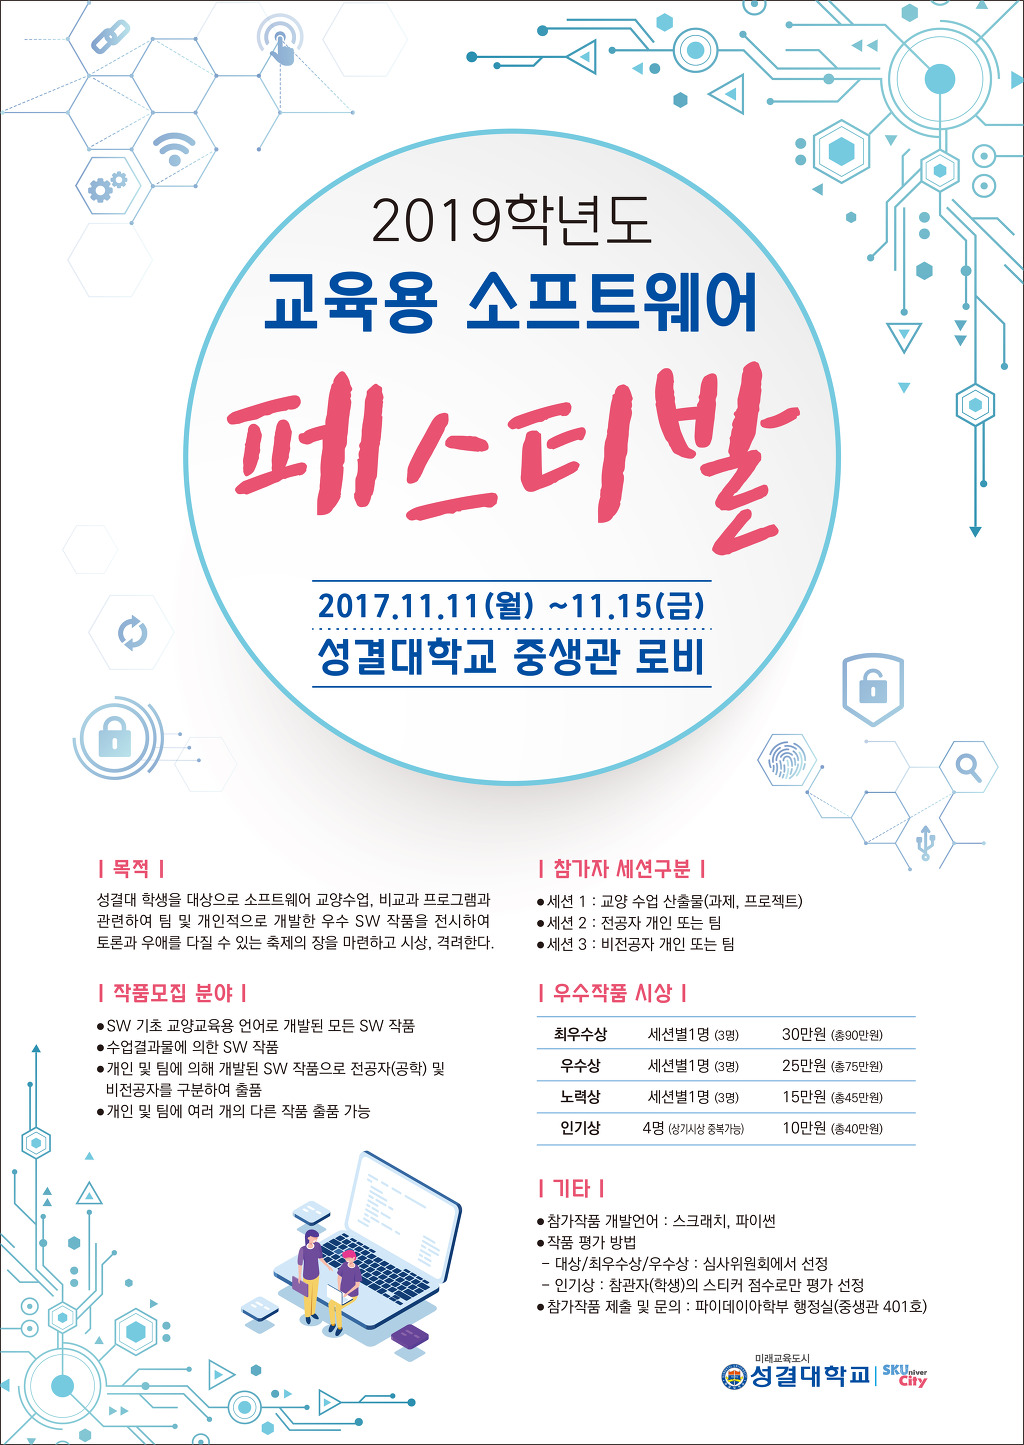 2019학년도
교육용 소프트웨어
페스티발
2017.11.11(월) ~11.15(금)
성결대학교 중생관 로비
| 목적 |
성결대 학생을 대상으로 소프트웨어 교양수업, 비교과 프로그램과
관련하여 팀 및 개인적으로 개발한 우수 SW 작품을 전시하여
토론과 우애를 다질 수 있는 축제의 장을 마련하고 시상, 격려한다.
| 작품모집 분야 |
●SW 기초 교양교육용 언어로 개발된 모든 SW 작품
●수업결과물에 의한 SW 작품
●개인 및 팀에 의해 개발된 SW 작품으로 전공자(공학) 및
비전공자를 구분하여 출품
●개인 및 팀에 여러 개의 다른 작품 출품 가능
| 참가자 세션구분 |
●세션 1 : 교양 수업 산출물(과제, 프로젝트)
●세션 2 : 전공자 개인 또는 팀
●세션 3 : 비전공자 개인 또는 팀
| 우수작품 시상 |
최우수상 세션별1명 (3명) 30만원 (총90만원)
우수상 세션별1명 (3명) 25만원 (총75만원)
노력상 세션별1명 (3명) 15만원 (총45만원)
인기상 4명 (상기시상 중복가능) 10만원 (총40만원)
| 기타 |
●참가작품 개발언어 : 스크래치, 파이썬
●작품 평가 방법
- 대상/최우수상/우수상 : 심사위원회에서 선정
- 인기상 : 참관자(학생)의 스티커 점수로만 평가 선정
●참가작품 제출 및 문의 : 파이데이아학부 행정실(중생관 401호)
미래교육도시
성결대학교
SKUniver
City